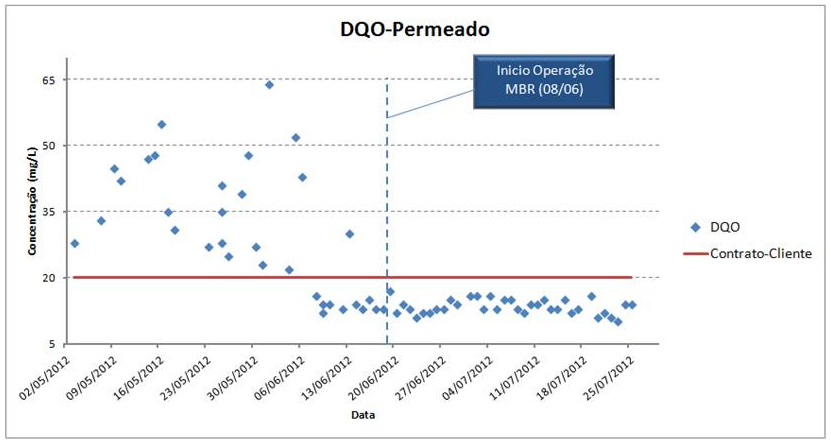 DQO-Permeado
Inicio Operação
MBR (08/06)
Concentração (mg/L)
65
50
35
20
5
02/05/2012
09/05/2012
16/05/2012
23/05/2012
30/05/2012
06/06/2012
13/06/2012
20/06/2012
27/06/2012
04/07/2012
11/07/2012
18/07/2012
25/07/2012
Data
DQO
Contrato-Cliente